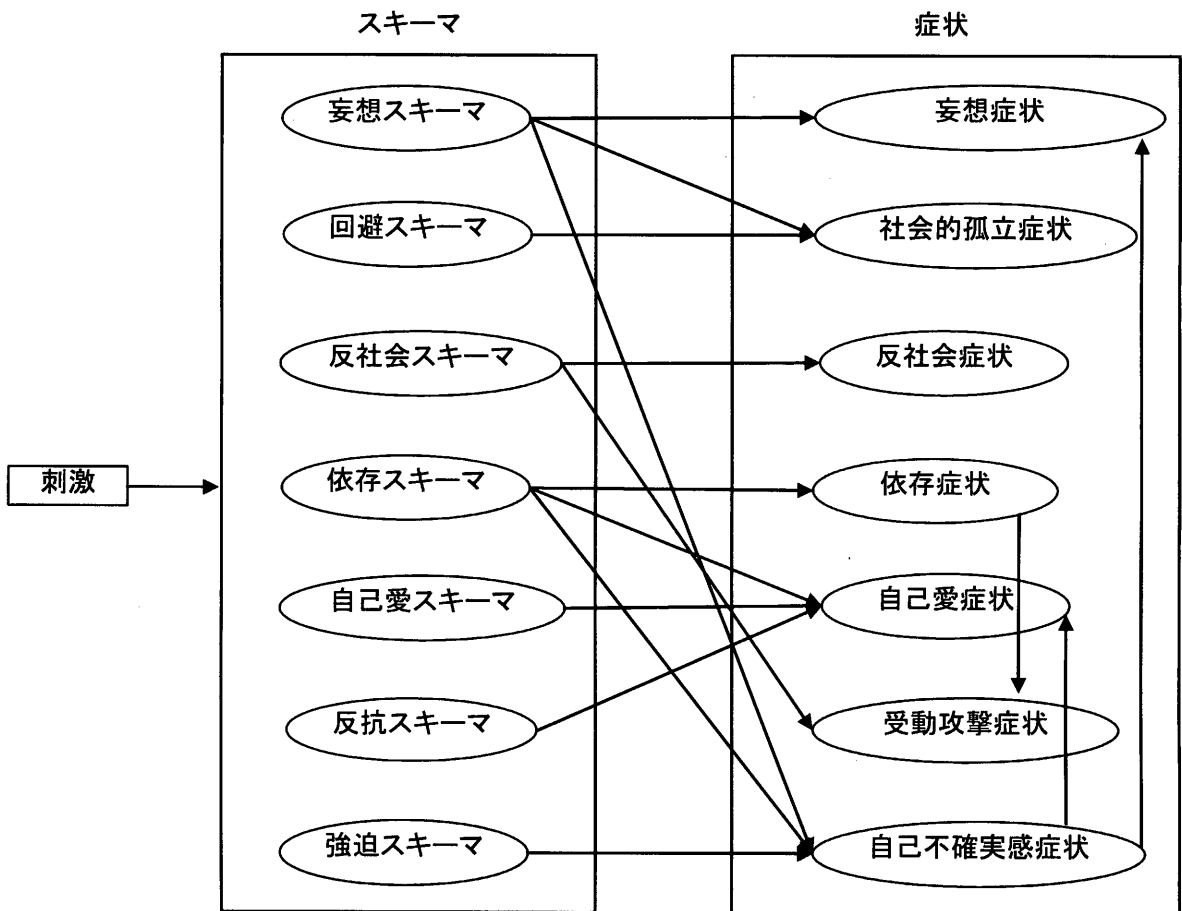 スキーマ
症状
妄想スキーマ
妄想症状
回避スキーマ
社会的孤立症状
反社会スキーマ
反社会症状
刺激
依存スキーマ
依存症状
自己愛スキーマ
自己愛症状
反抗スキーマ
受動攻撃症状
強迫スキーマ
自己不確実感症状